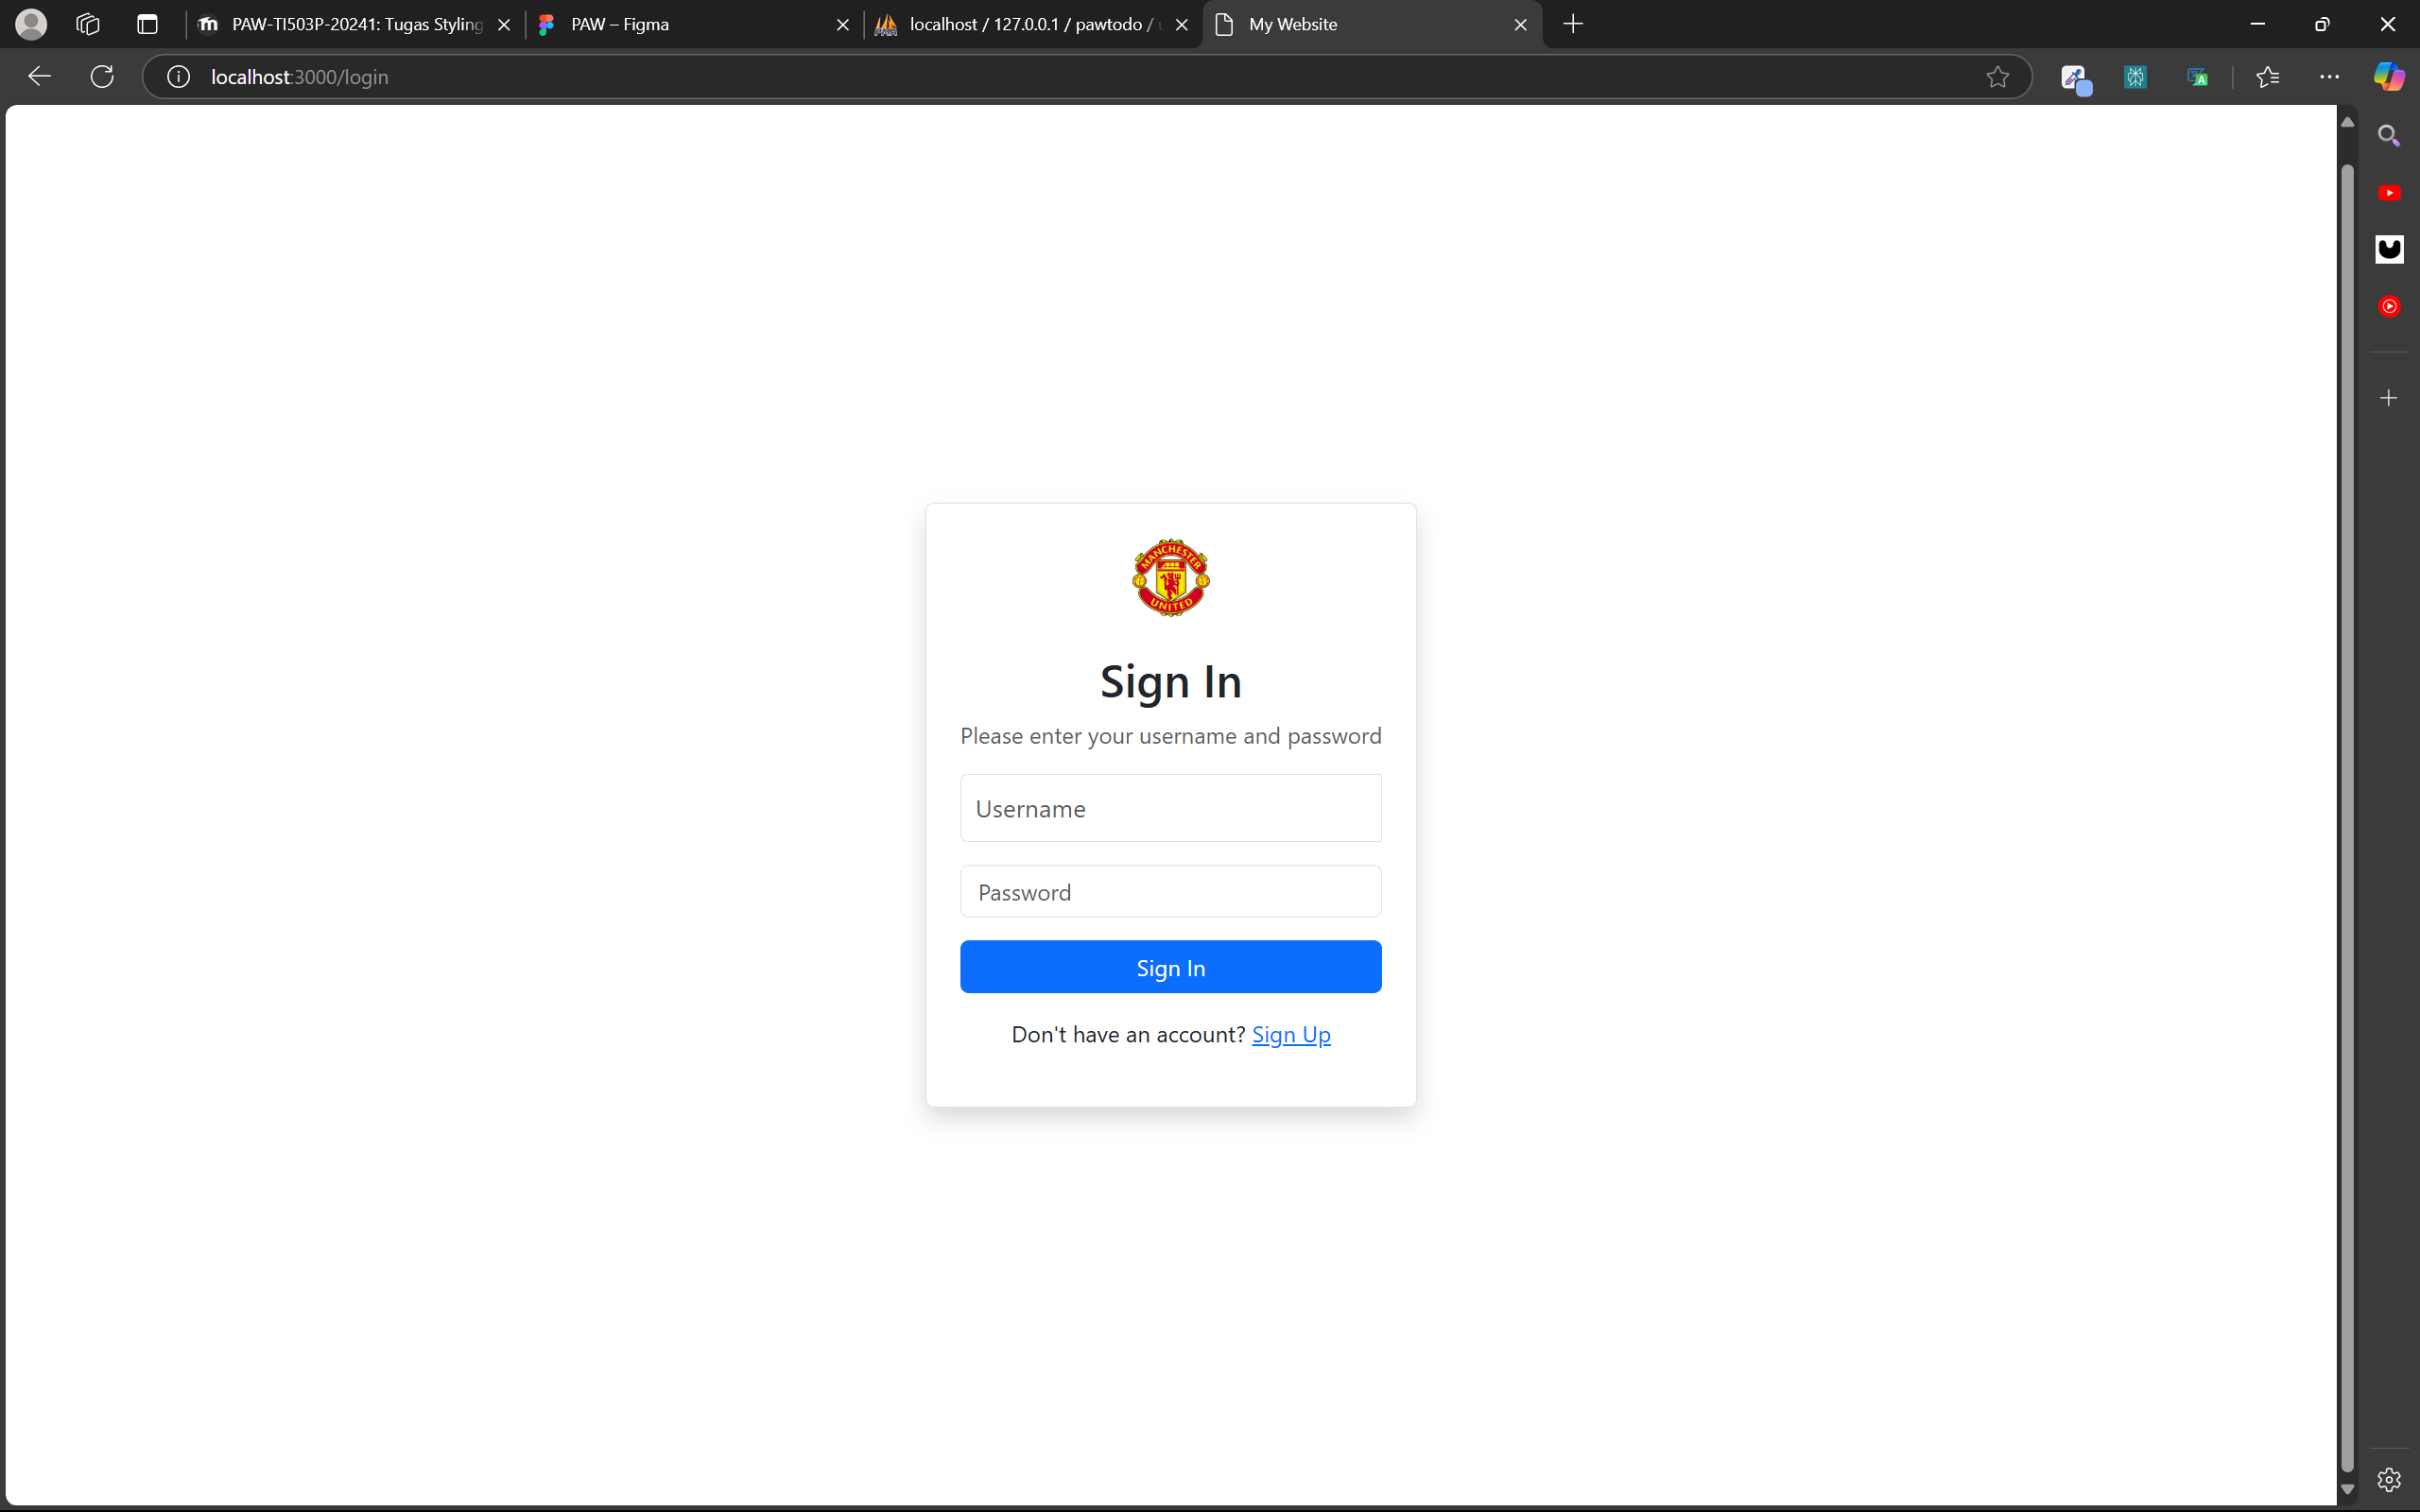 PAW-TI503P-20241: Tugas Styling
PAW – Figma
localhost / 127.0.0.1 / pawtodo /
My Website
localhost:3000/login
MANCHESTER
UNITED
Sign In
Please enter your username and password
Username
Password
Sign In
Don't have an account? Sign Up